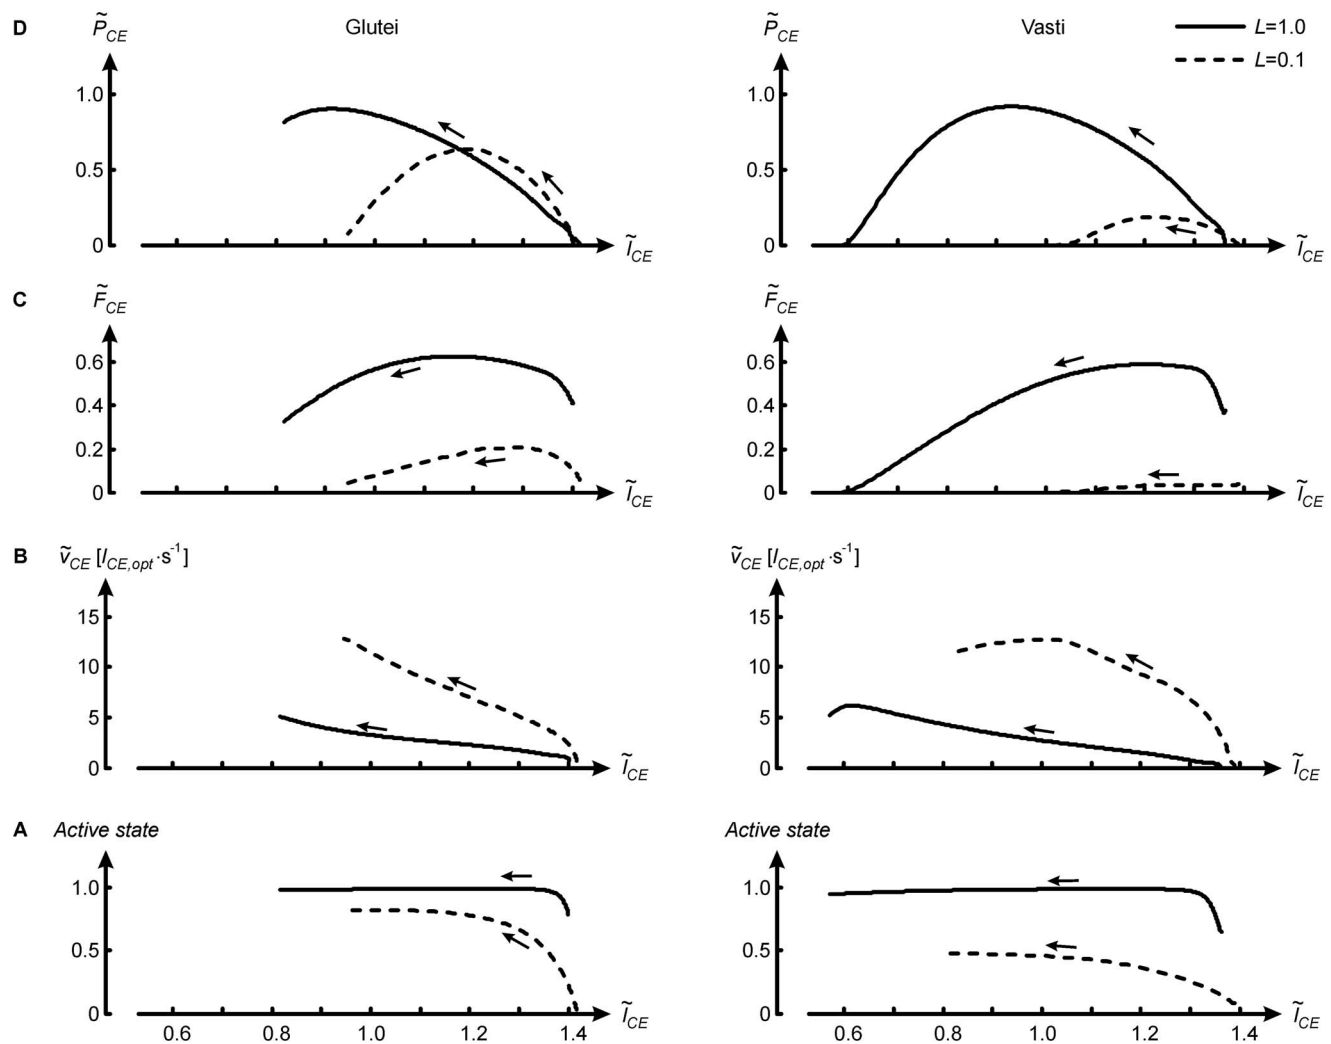 D P̃CE Glutei P̃CE Vasti L=1.0
L=0.1
1.0 1.0
0.5 0.5
0 l̃CE 0 l̃CE
C F̃CE F̃CE
0.6 0.6
0.4 0.4
0.2 0.2
0 l̃CE 0 l̃CE
B ṽCE [lCE,opt·s-1] ṽCE [lCE,opt·s-1]
15 15
10 10
5 5
0 l̃CE 0 l̃CE
A Active state Active state
1.0 1.0
0.5 0.5
0 l̃CE 0 l̃CE
0.6 0.8 1.0 1.2 1.4 0.6 0.8 1.0 1.2 1.4